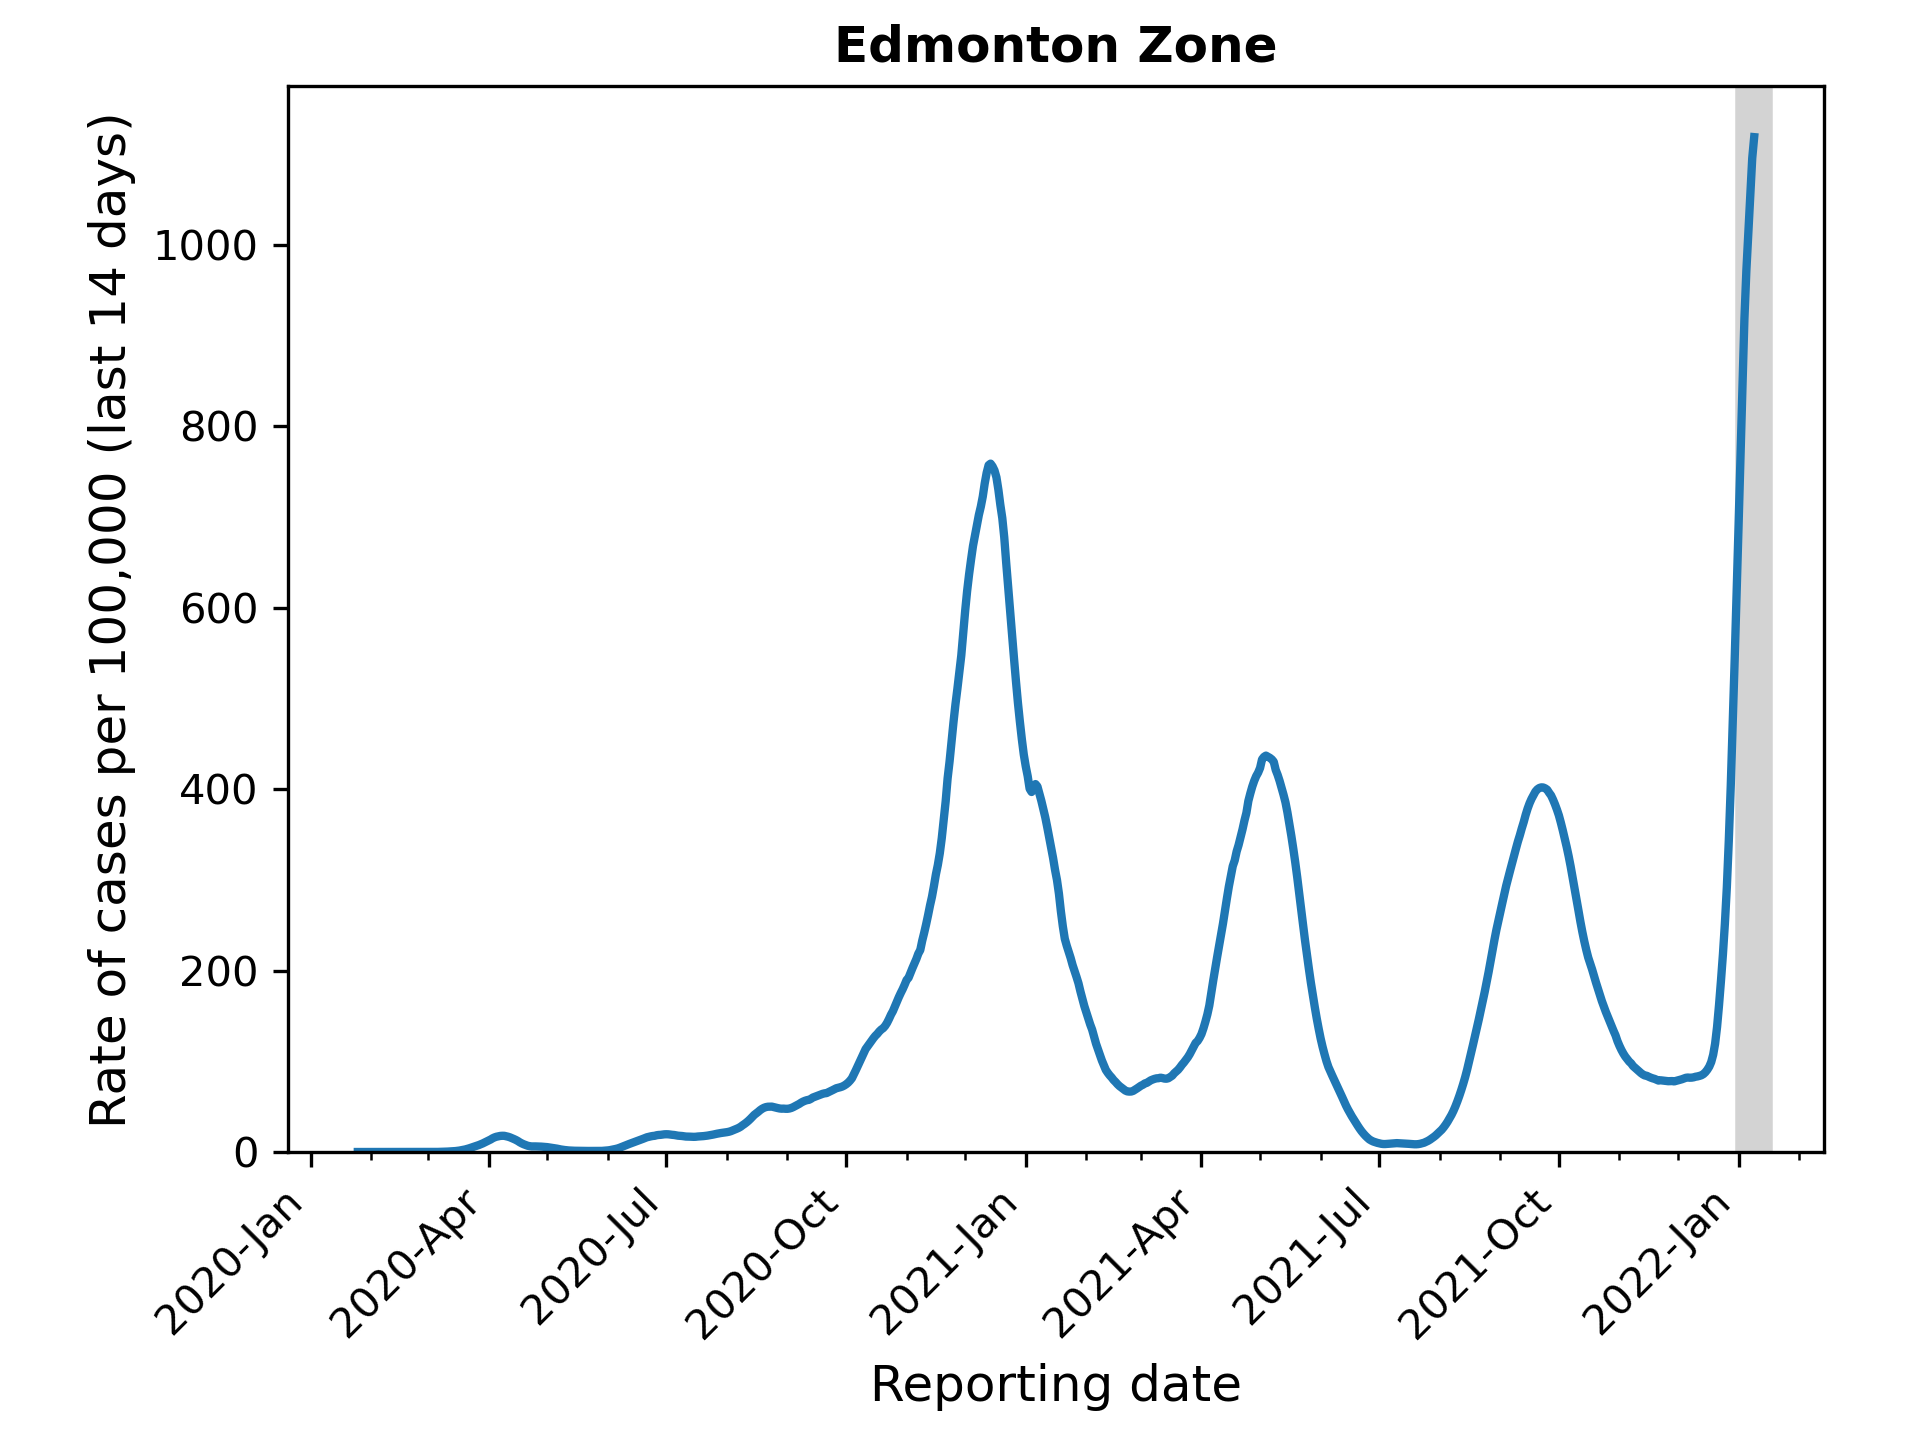 Edmonton Zone
Rate of cases per 100,000 (last 14 days)
1000
800
600
400
200
0
2020-Jan
2020-Apr
2020-Jul
2020-Oct
2021-Jan
2021-Apr
2021-Jul
2021-Oct
2022-Jan
Reporting date